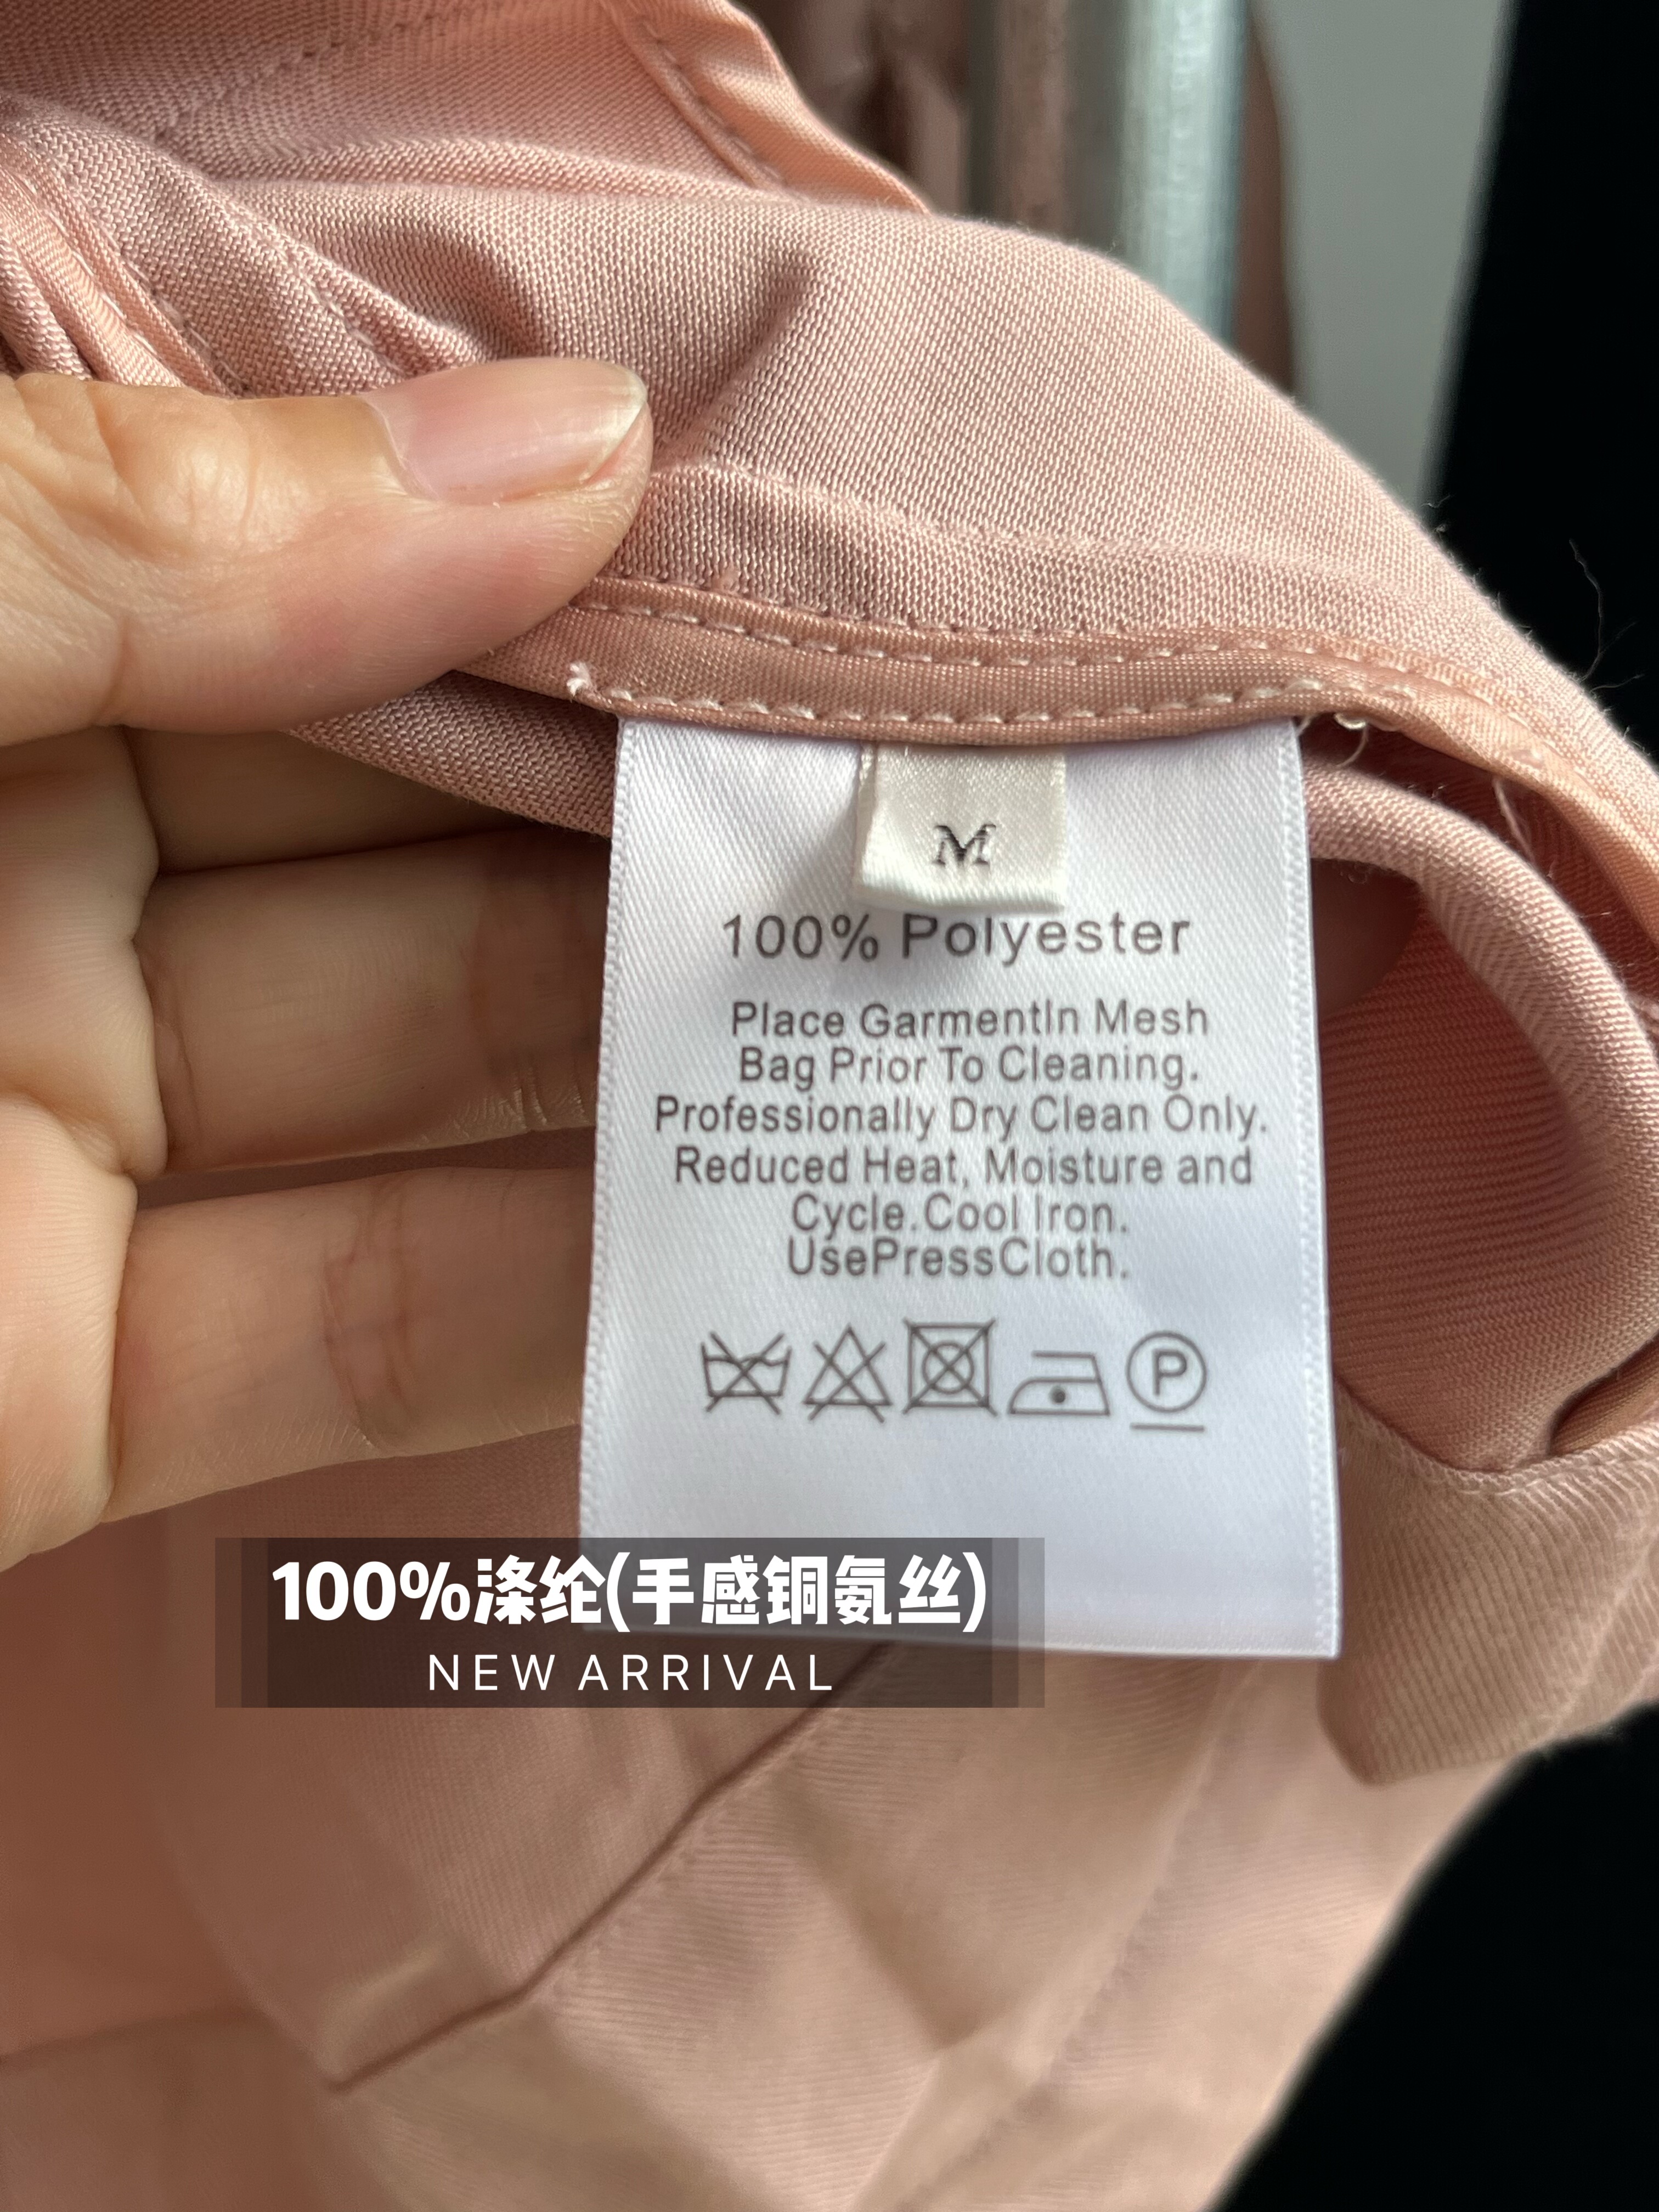 M
100% Polyester
Place GarmentIn Mesh
Bag Prior To Cleaning.
Professionally Dry Clean Only.
Reduced Heat, Moisture and
Cycle.Cool Iron.
UsePressCloth.
P
100%涤纶(手感铜氨丝)
NEW ARRIVAL